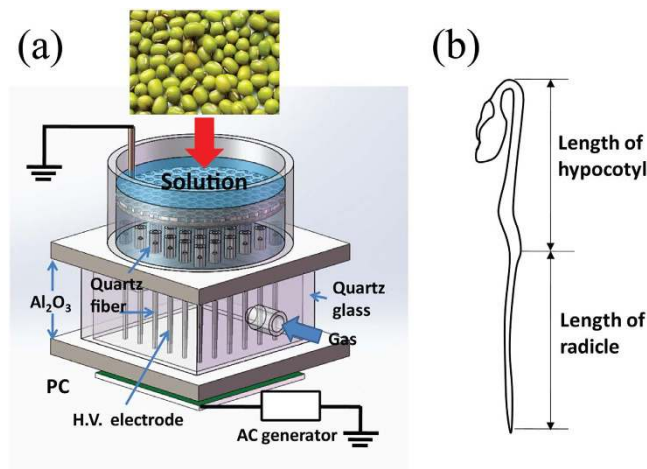 (a)
(b)
Solution
Length of
hypocotyl
Quartz
fiber
Al₂O₃
Quartz
glass
Gas
Length of
radicle
PC
H.V. electrode
AC generator